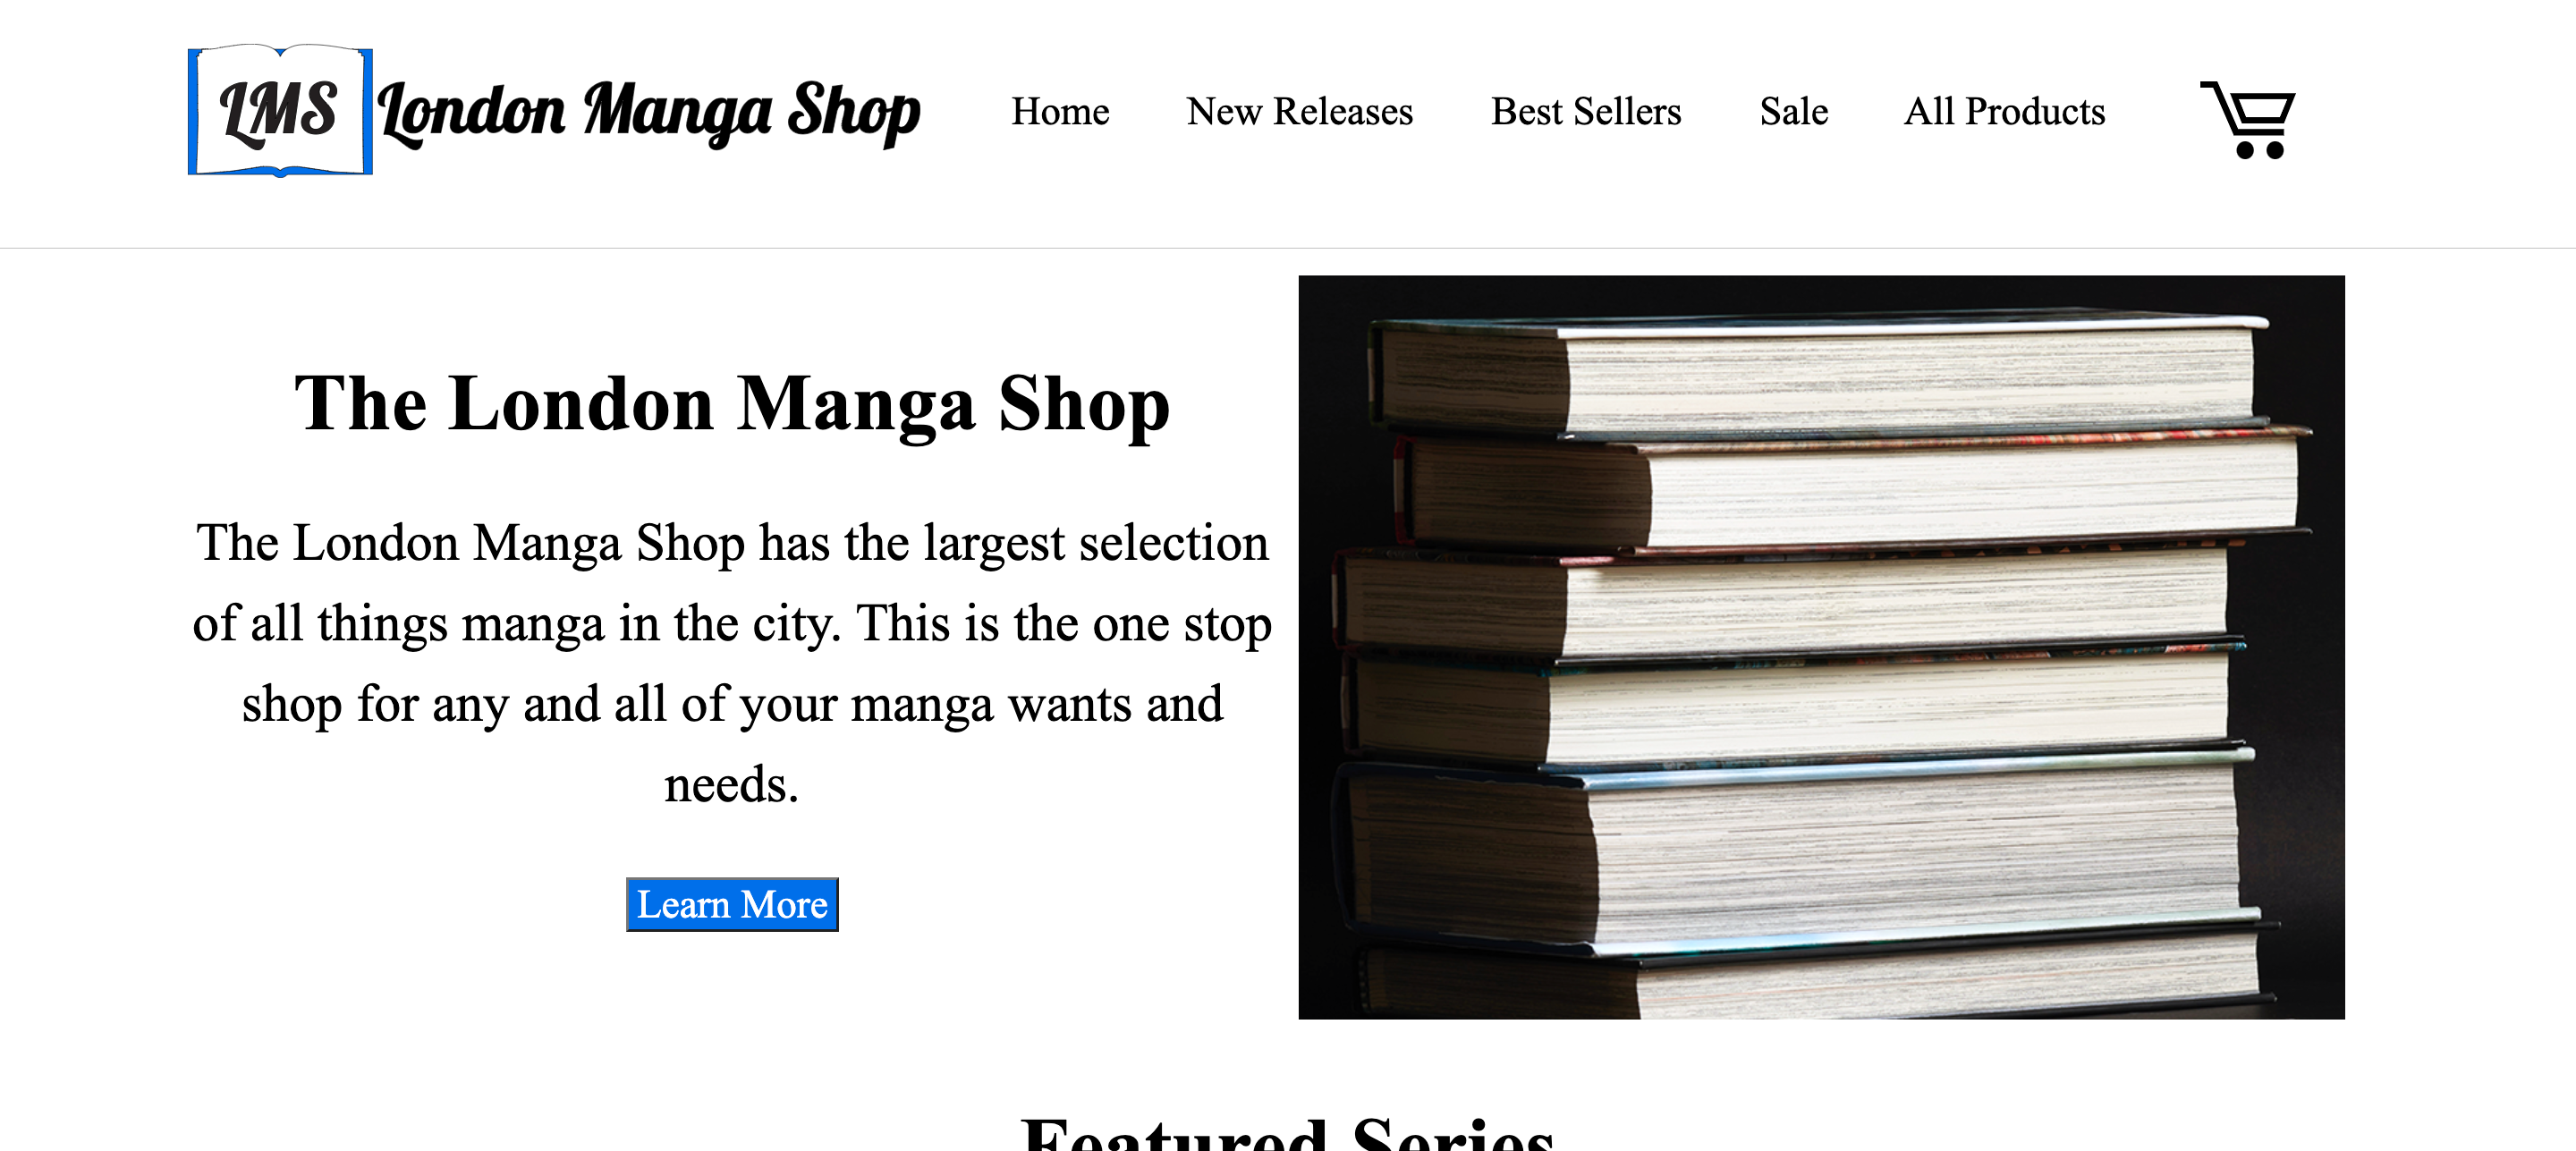 LMS London Manga Shop
Home New Releases Best Sellers Sale All Products
The London Manga Shop
The London Manga Shop has the largest selection
of all things manga in the city. This is the one stop
shop for any and all of your manga wants and
needs.
Learn More
Featured Series